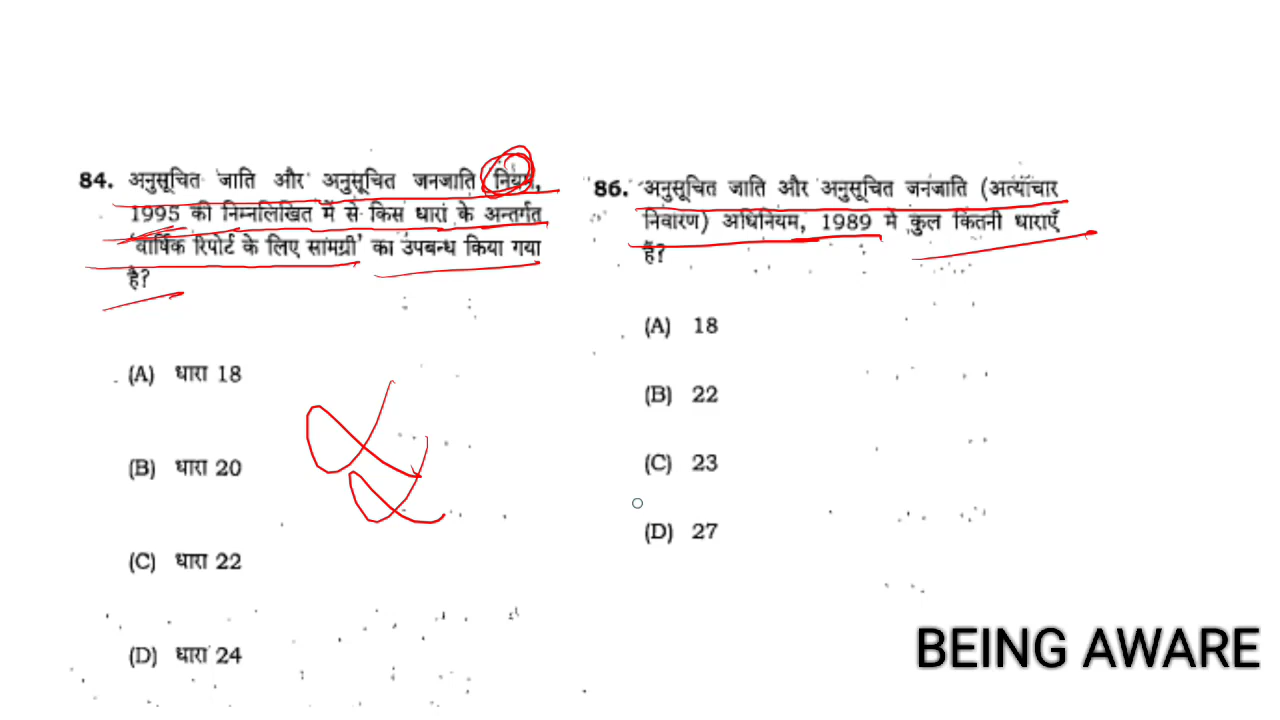 84. अनुसूचित जाति और अनुसूचित जनजाति नियम,
1995 की निम्नलिखित में से किस धारा के अन्तर्गत
'वार्षिक रिपोर्ट के लिए सामग्री' का उपबन्ध किया गया
है?
(A) धारा 18
(B) धारा 20
(C) धारा 22
(D) धारा 24
86. अनुसूचित जाति और अनुसूचित जनजाति (अत्याचार
निवारण) अधिनियम, 1989 मे कुल कितनी धाराएँ
हैं?
(A) 18
(B) 22
(C) 23
(D) 27
BEING AWARE